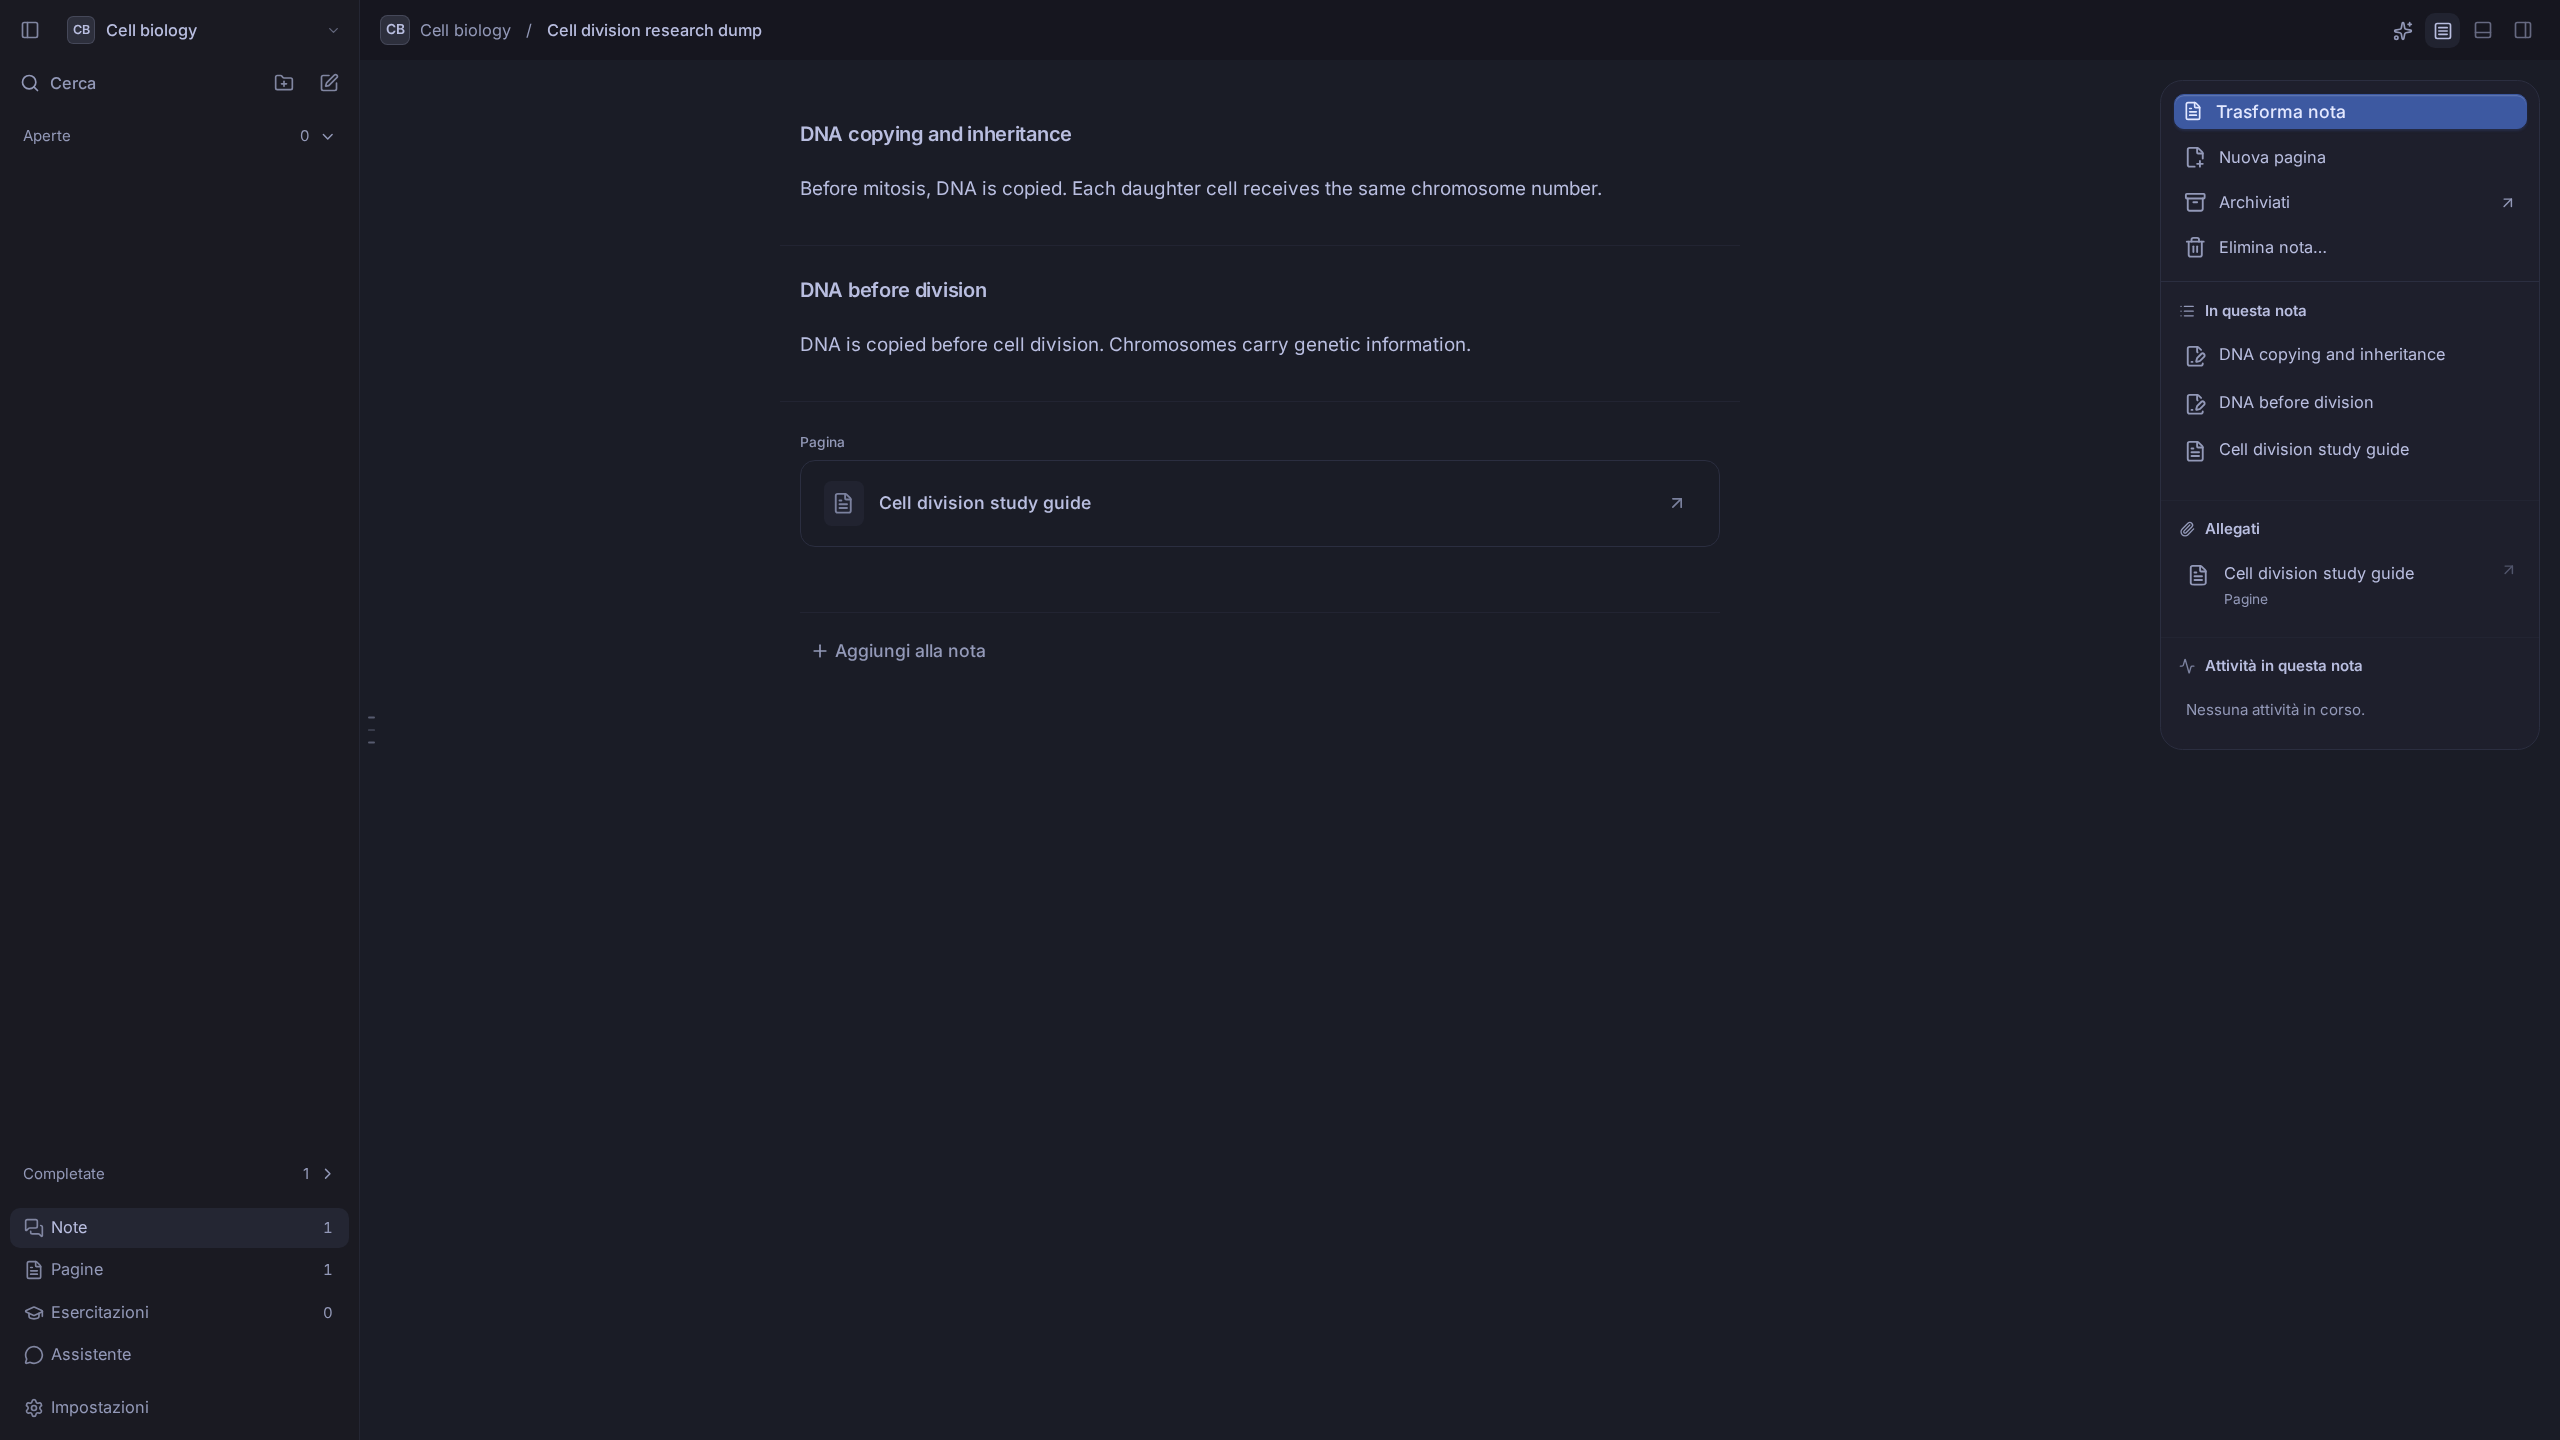 CB Cell biology
Cerca
Aperte 0
Completate 1
Note 1
Pagine 1
Esercitazioni 0
Assistente
Impostazioni
CB Cell biology / Cell division research dump
DNA copying and inheritance
Before mitosis, DNA is copied. Each daughter cell receives the same chromosome number.
DNA before division
DNA is copied before cell division. Chromosomes carry genetic information.
Pagina
Cell division study guide
Aggiungi alla nota
Trasforma nota
Nuova pagina
Archiviati
Elimina nota...
In questa nota
DNA copying and inheritance
DNA before division
Cell division study guide
Allegati
Cell division study guide
Pagine
Attività in questa nota
Nessuna attività in corso.